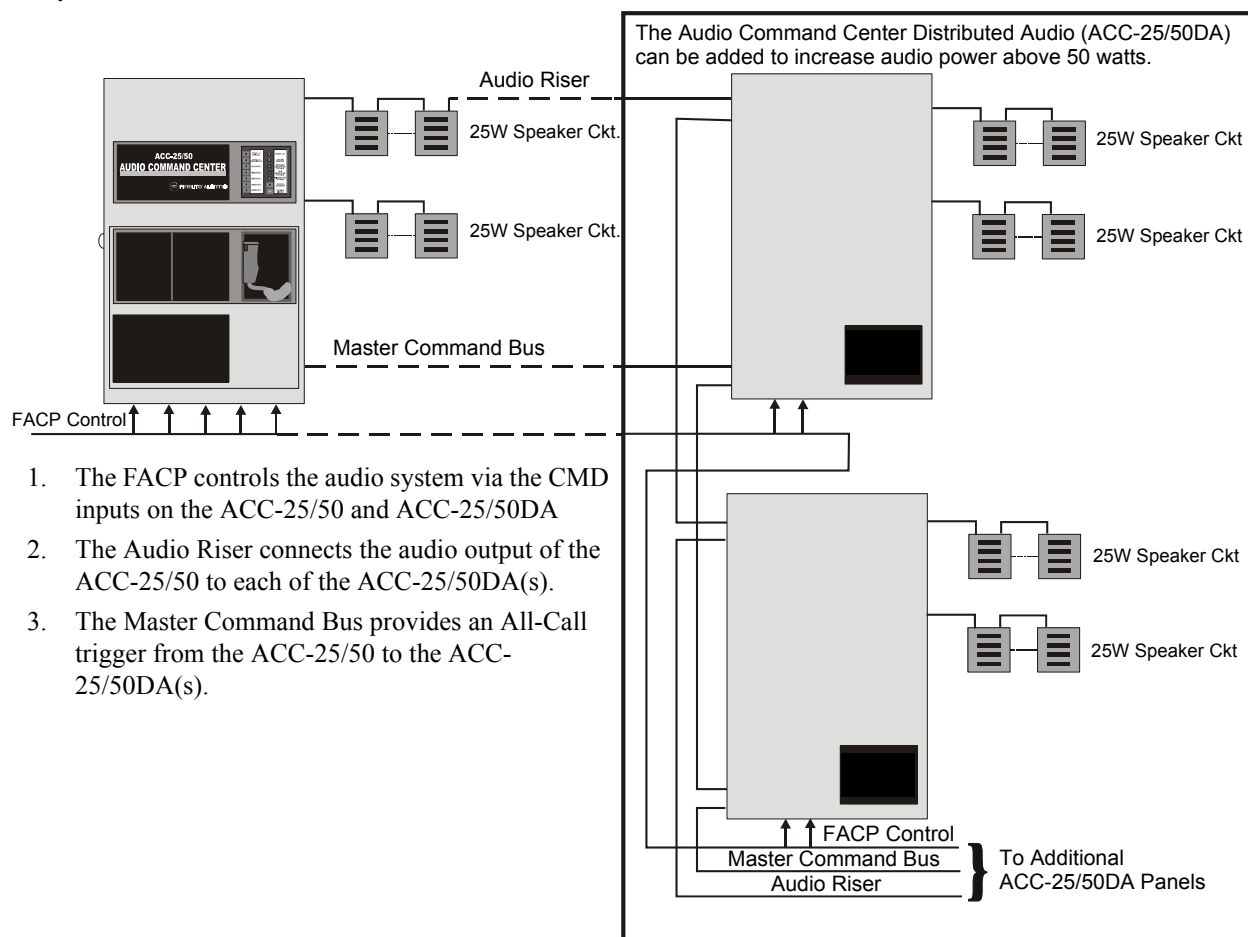 The Audio Command Center Distributed Audio (ACC-25/50DA)
can be added to increase audio power above 50 watts.
Audio Riser
25W Speaker Ckt.
25W Speaker Ckt
ACC-25/50
AUDIO COMMAND CENTER
25W Speaker Ckt.
25W Speaker Ckt
Master Command Bus
FACP Control
1. The FACP controls the audio system via the CMD
inputs on the ACC-25/50 and ACC-25/50DA
2. The Audio Riser connects the audio output of the
ACC-25/50 to each of the ACC-25/50DA(s).
3. The Master Command Bus provides an All-Call
trigger from the ACC-25/50 to the ACC-
25/50DA(s).
25W Speaker Ckt
25W Speaker Ckt
FACP Control
Master Command Bus
Audio Riser
To Additional
ACC-25/50DA Panels